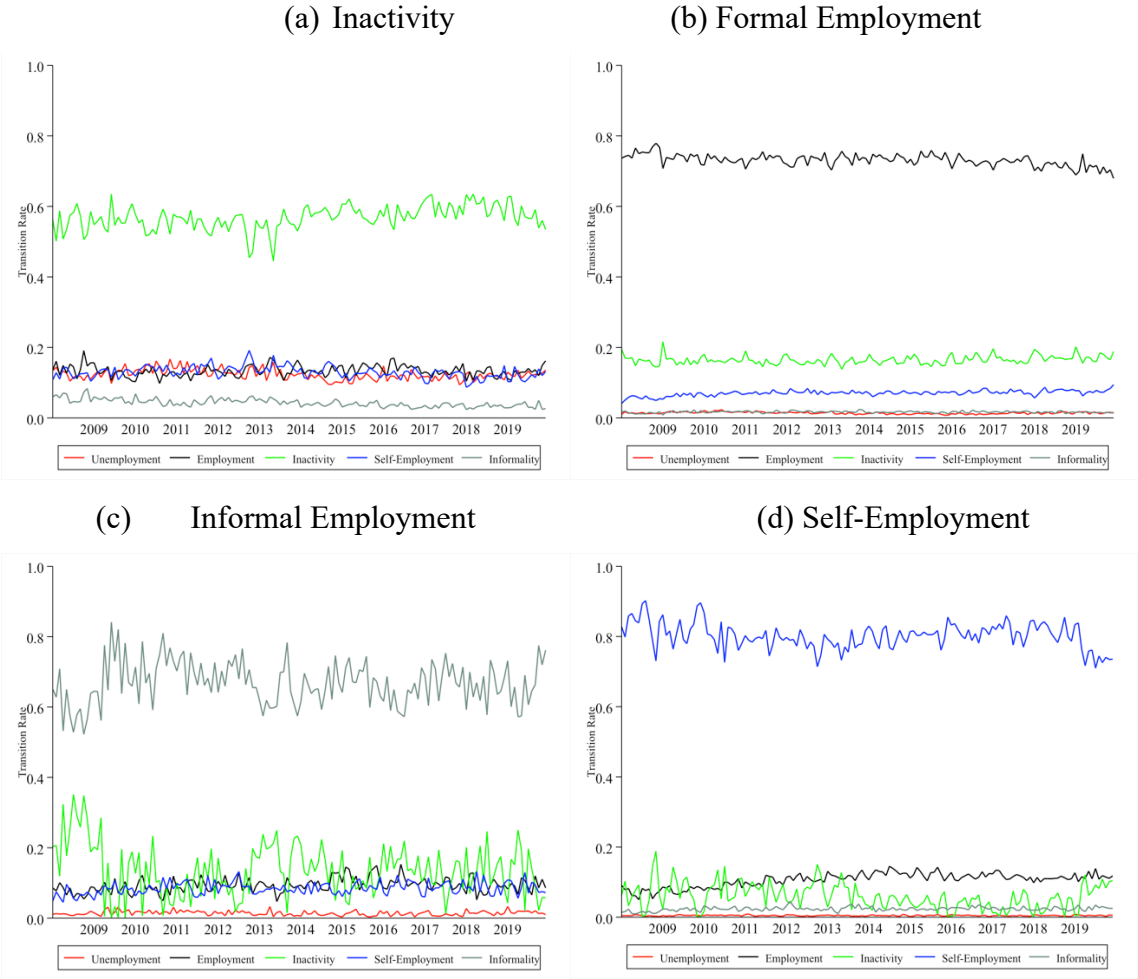 (a) Inactivity
(b) Formal Employment
Transition Rate
1.0
0.8
0.6
0.4
0.2
0.0
2009 2010 2011 2012 2013 2014 2015 2016 2017 2018 2019
Unemployment Employment Inactivity Self-Employment Informality
Transition Rate
1.0
0.8
0.6
0.4
0.2
0.0
2009 2010 2011 2012 2013 2014 2015 2016 2017 2018 2019
Unemployment Employment Inactivity Self-Employment Informality
(c) Informal Employment
(d) Self-Employment
Transition Rate
1.0
0.8
0.6
0.4
0.2
0.0
2009 2010 2011 2012 2013 2014 2015 2016 2017 2018 2019
Unemployment Employment Inactivity Self-Employment Informality
Transition Rate
1.0
0.8
0.6
0.4
0.2
0.0
2009 2010 2011 2012 2013 2014 2015 2016 2017 2018 2019
Unemployment Employment Inactivity Self-Employment Informality